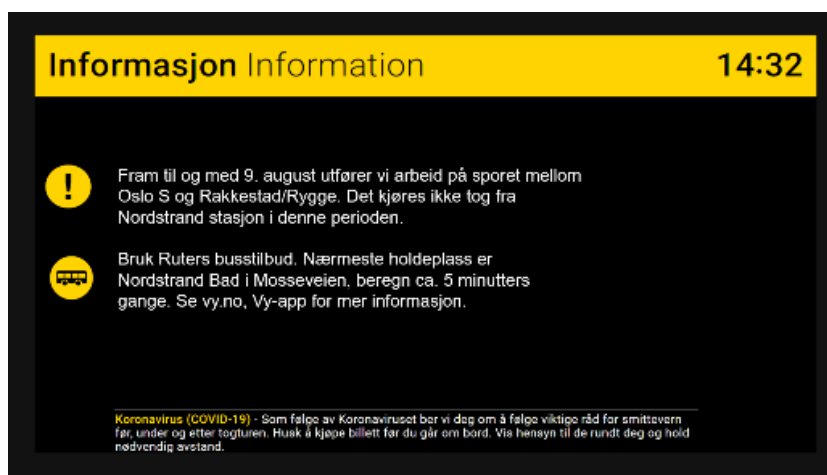 Informasjon Information 14:32
Fram til og med 9. august utfører vi arbeid på sporet mellom
Oslo S og Rakkestad/Rygge. Det kjøres ikke tog fra
Nordstrand stasjon i denne perioden.
Bruk Ruters busstilbud. Nærmeste holdeplass er
Nordstrand Bad i Mosseveien, beregn ca. 5 minutters
gange. Se vy.no, Vy-app for mer informasjon.
Koronavirus (COVID-19) - Som følge av Koronaviruset ber vi deg om å følge viktige råd for smittevern
før, under og etter togturen. Husk å kjøpe billett før du går om bord. Vis hensyn til de rundt deg og hold
nødvendig avstand.